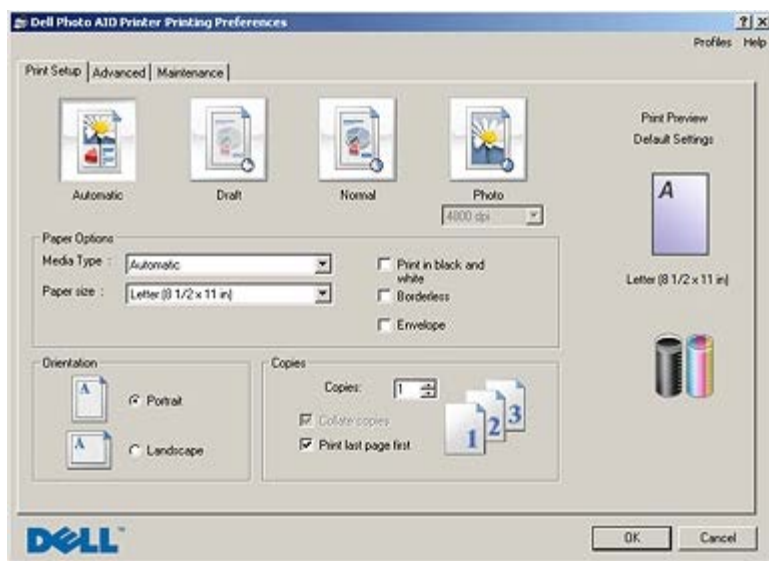 Dell Photo AIO Printer Printing Preferences
Profiles Help
Print Setup Advanced Maintenance
Automatic
Draft
Normal
Photo
4800 dpi
Print Preview
Default Settings
A
Letter (8 1/2 x 11 in)
Paper Options
Media Type :
Automatic
Paper size :
Letter (8 1/2 x 11 in)
Print in black and
white
Borderless
Envelope
Orientation
A
Portrait
A
Landscape
Copies
Copies:
1
Collate copies
Print last page first
1 2 3
DELL™
OK Cancel